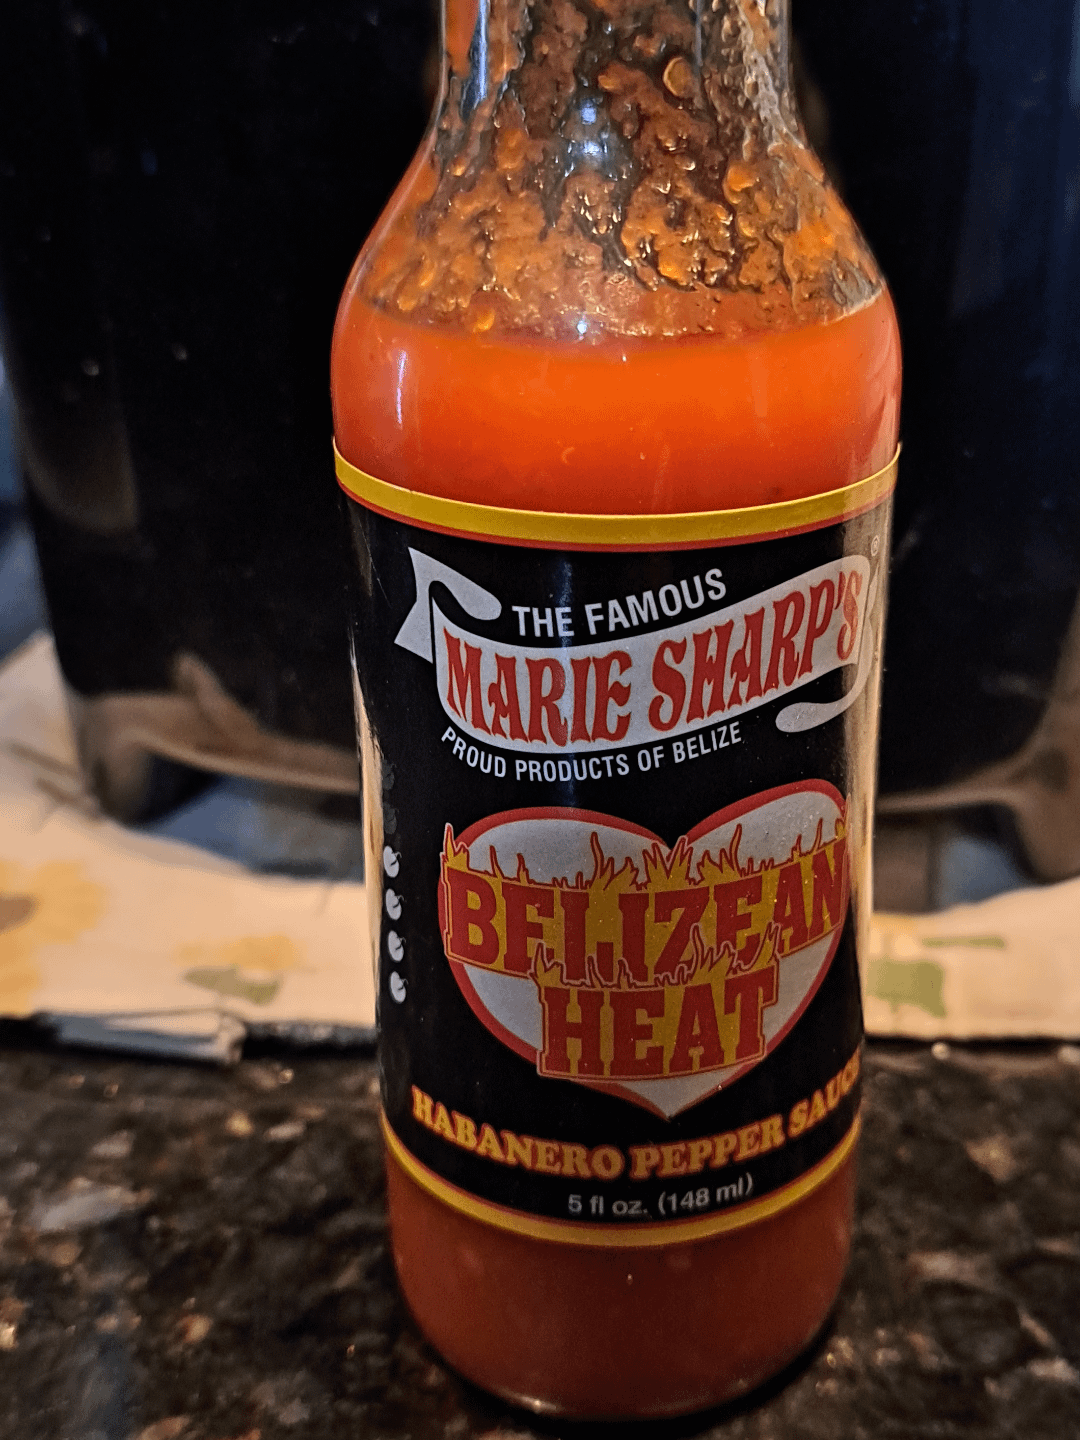 ®
THE FAMOUS
MARIE SHARP'S
PROUD PRODUCTS OF BELIZE
BELIZEAN
HEAT
HABANERO PEPPER SAUCE
5 fl oz. (148 ml)